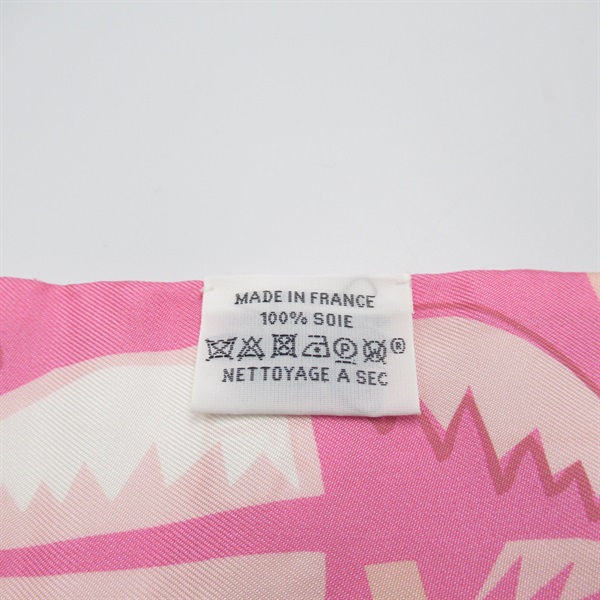 MADE IN FRANCE
100% SOIE
®
NETTOYAGE A SEC